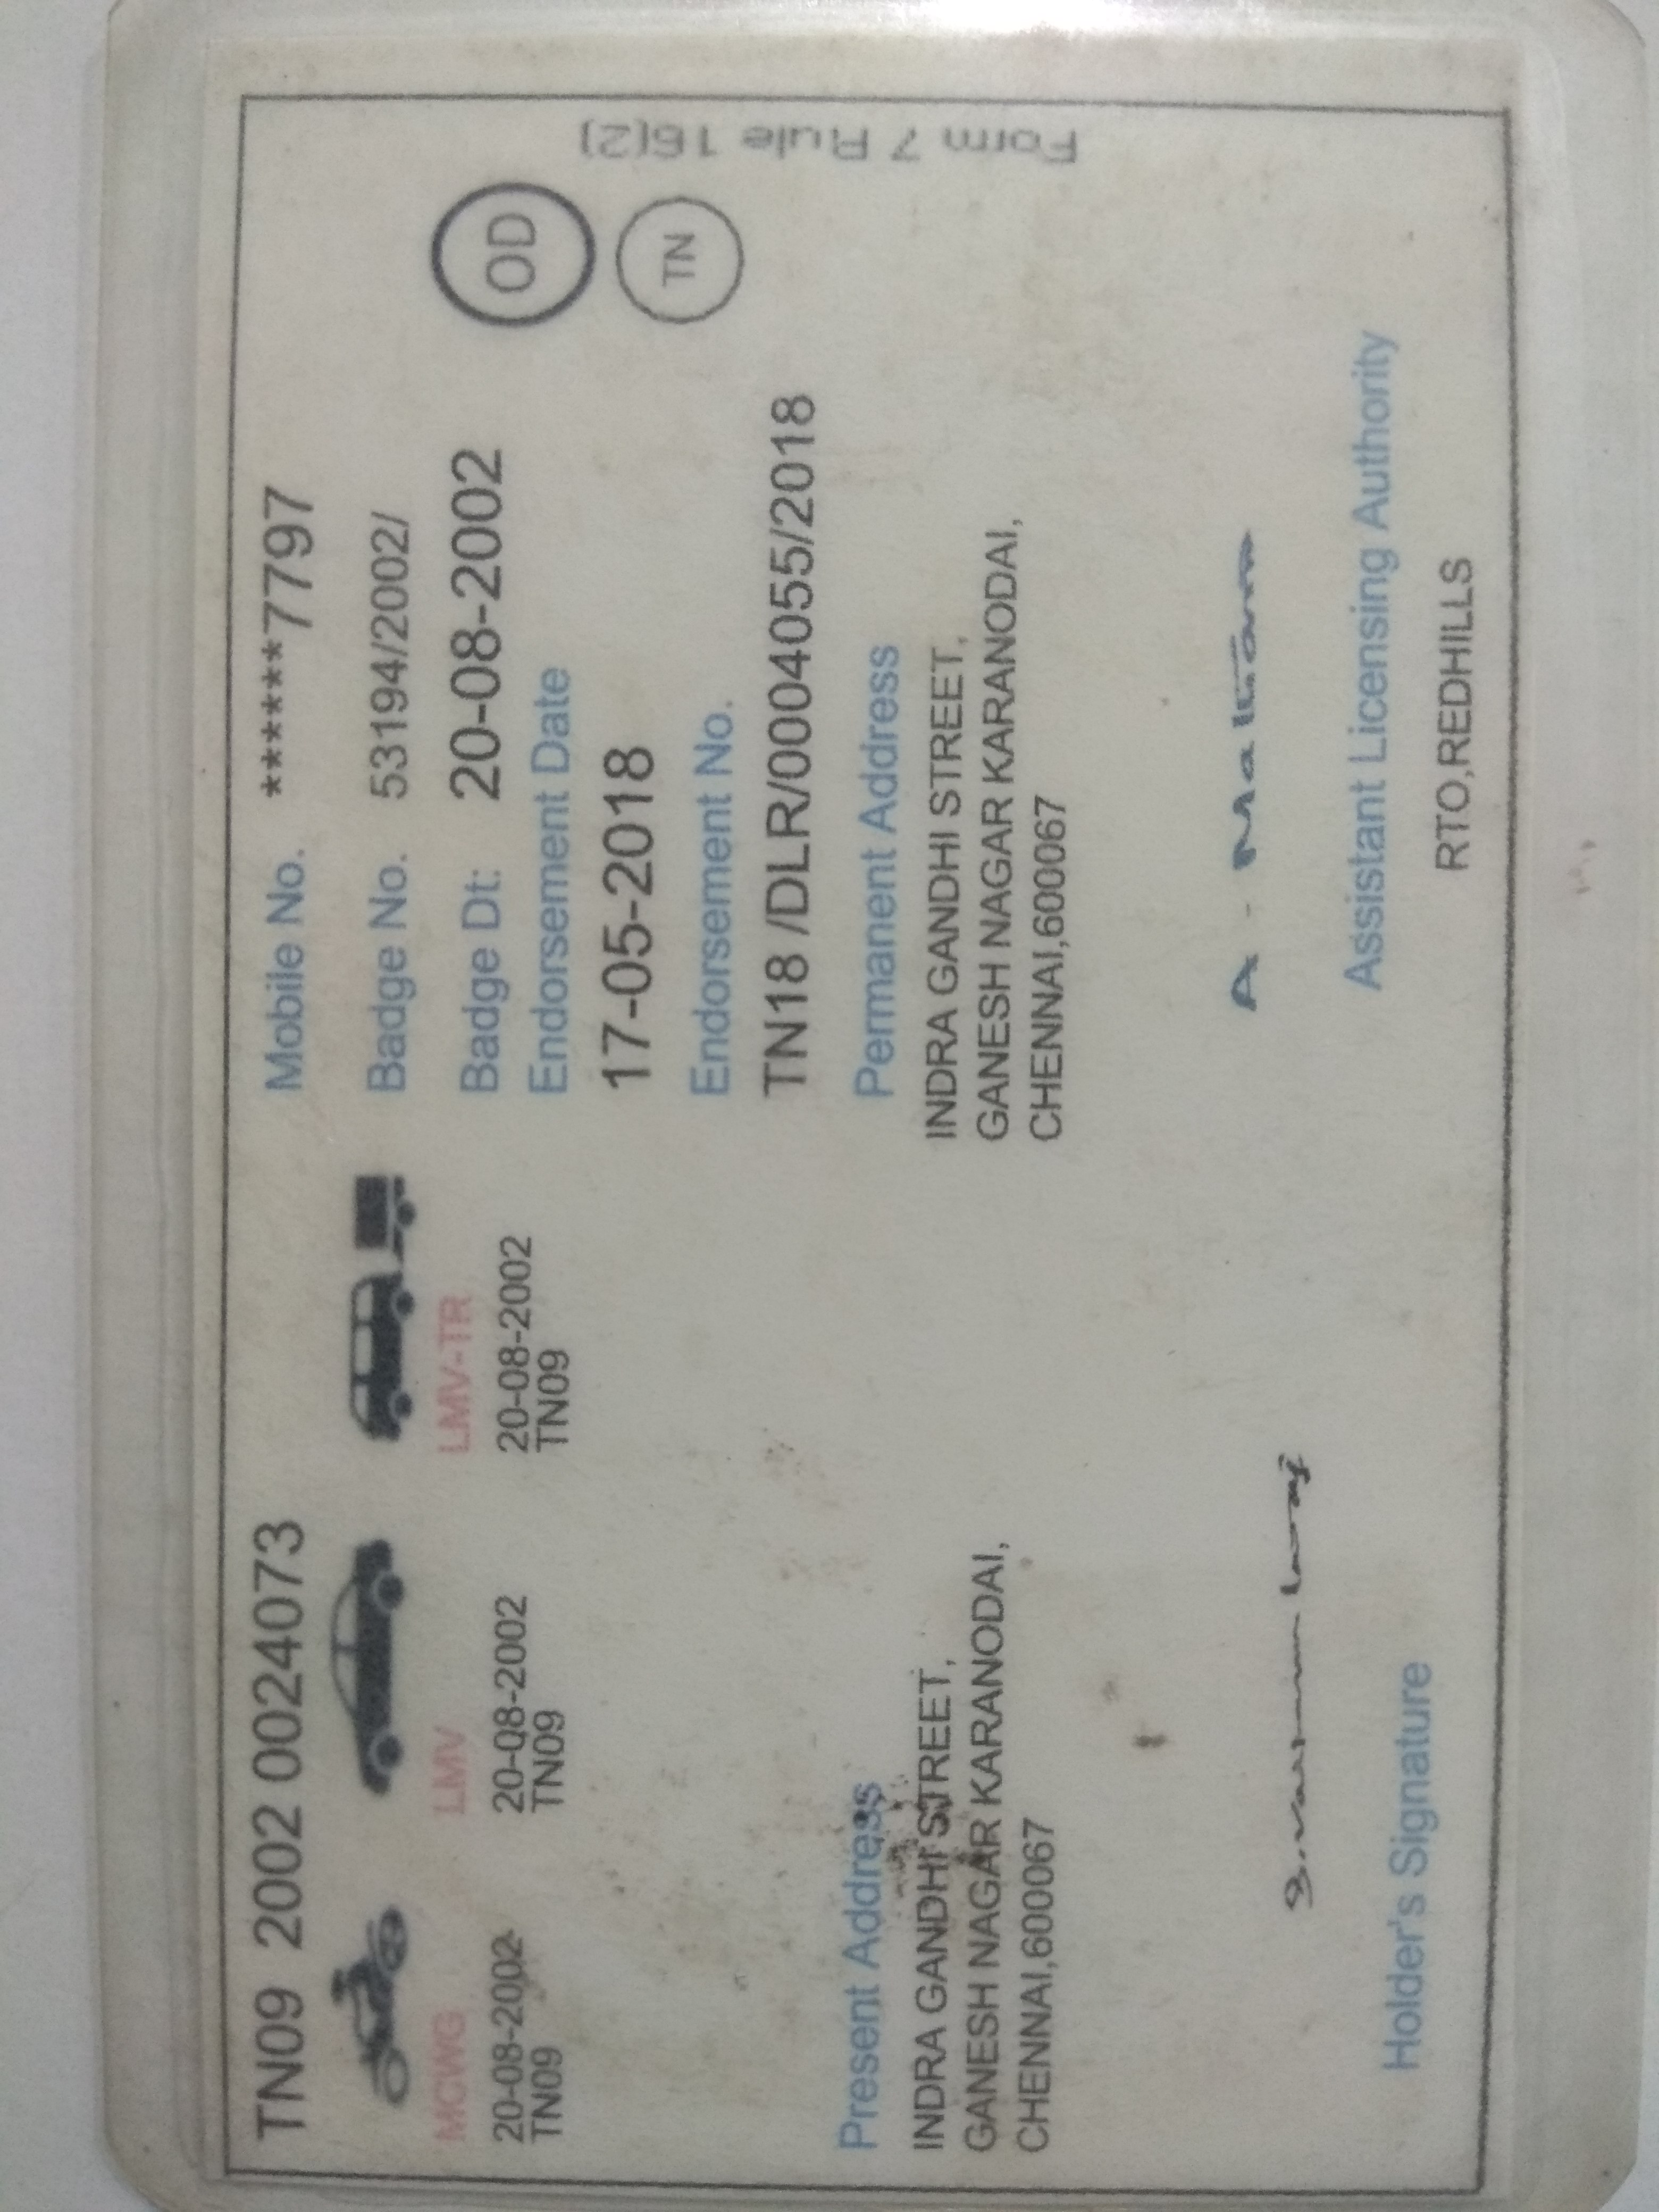 TN09 2002 0024073
MCWG
20-08-2002
TN09
LMV
20-08-2002
TN09
LMV-TR
20-08-2002
TN09
Mobile No. ******7797
Badge No. 53194/2002/
Badge Dt: 20-08-2002
Endorsement Date
17-05-2018
Endorsement No.
TN18 /DLR/0004055/2018
OD
TN
Form 7 Rule 16(2)
Present Address
INDRA GANDHI STREET,
GANESH NAGAR KARANODAI,
CHENNAI,600067
Permanent Address
INDRA GANDHI STREET,
GANESH NAGAR KARANODAI,
CHENNAI,600067
Holder's Signature
Assistant Licensing Authority
RTO,REDHILLS